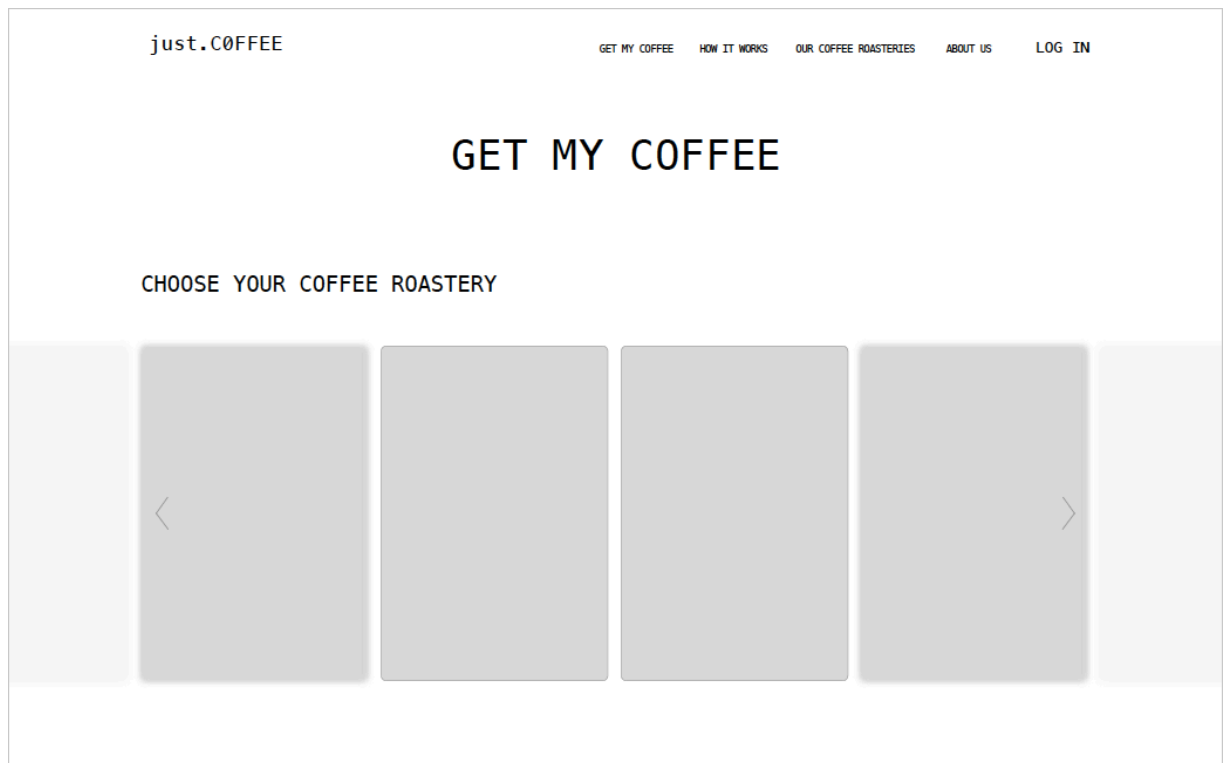 just.C0FFEE
GET MY COFFEE HOW IT WORKS OUR COFFEE ROASTERIES ABOUT US LOG IN
GET MY COFFEE
CHOOSE YOUR COFFEE ROASTERY